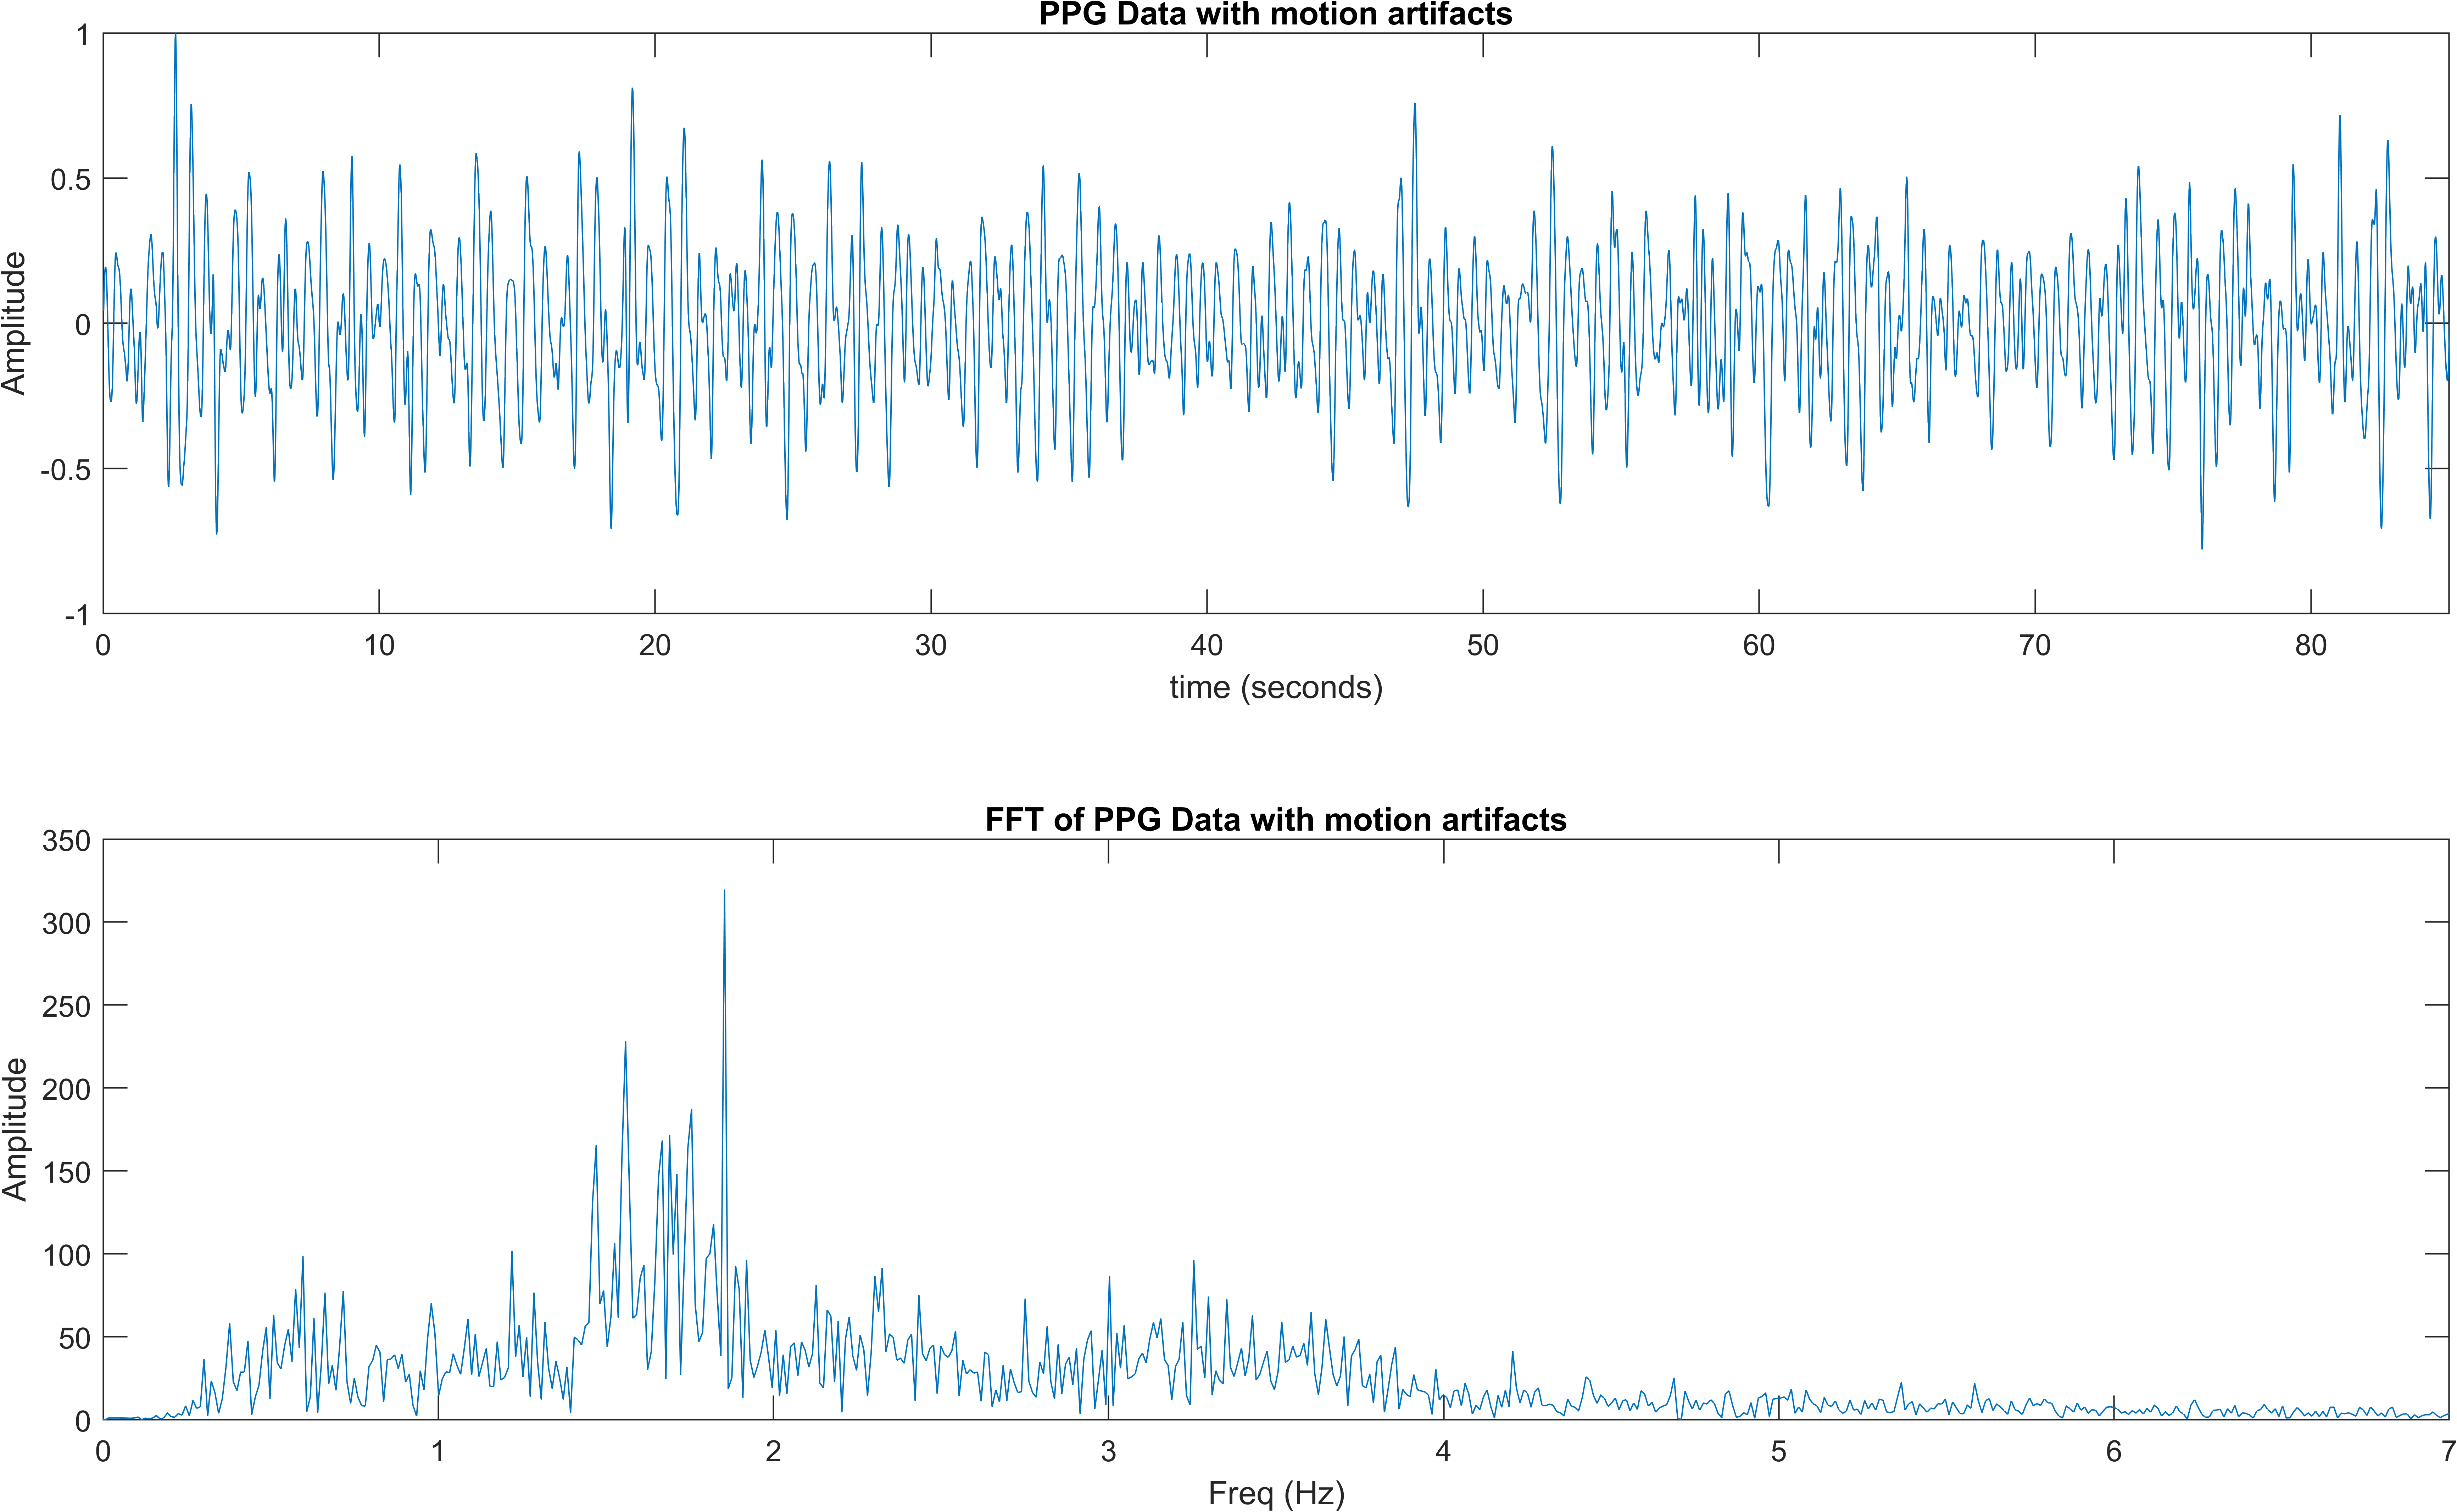 PPG Data with motion artifacts
1
0.5
0
-0.5
-1
Amplitude
0 10 20 30 40 50 60 70 80
time (seconds)
FFT of PPG Data with motion artifacts
350
300
250
200
150
100
50
0
Amplitude
0 1 2 3 4 5 6 7
Freq (Hz)